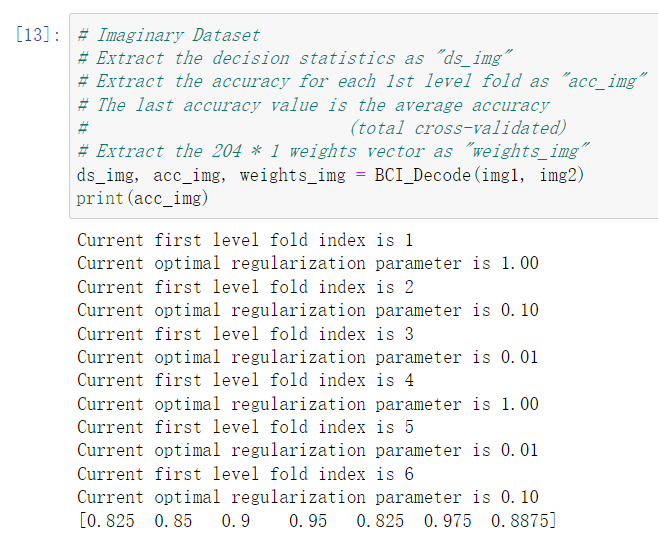 [13]: # Imaginary Dataset
# Extract the decision statistics as "ds_img"
# Extract the accuracy for each 1st level fold as "acc_img"
# The last accuracy value is the average accuracy
# (total cross-validated)
# Extract the 204 * 1 weights vector as "weights_img"
ds_img, acc_img, weights_img = BCI_Decode(img1, img2)
print(acc_img)
Current first level fold index is 1
Current optimal regularization parameter is 1.00
Current first level fold index is 2
Current optimal regularization parameter is 0.10
Current first level fold index is 3
Current optimal regularization parameter is 0.01
Current first level fold index is 4
Current optimal regularization parameter is 1.00
Current first level fold index is 5
Current optimal regularization parameter is 0.01
Current first level fold index is 6
Current optimal regularization parameter is 0.10
[0.825 0.85 0.9 0.95 0.825 0.975 0.8875]